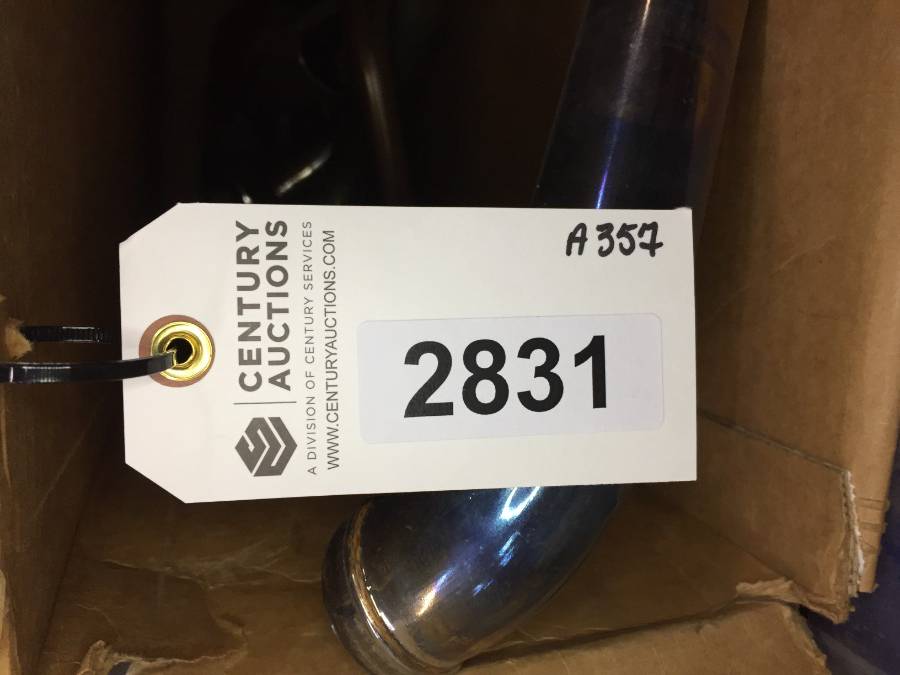 CENTURY
AUCTIONS
A DIVISION OF CENTURY SERVICES
WWW.CENTURYAUCTIONS.COM
A357
2831